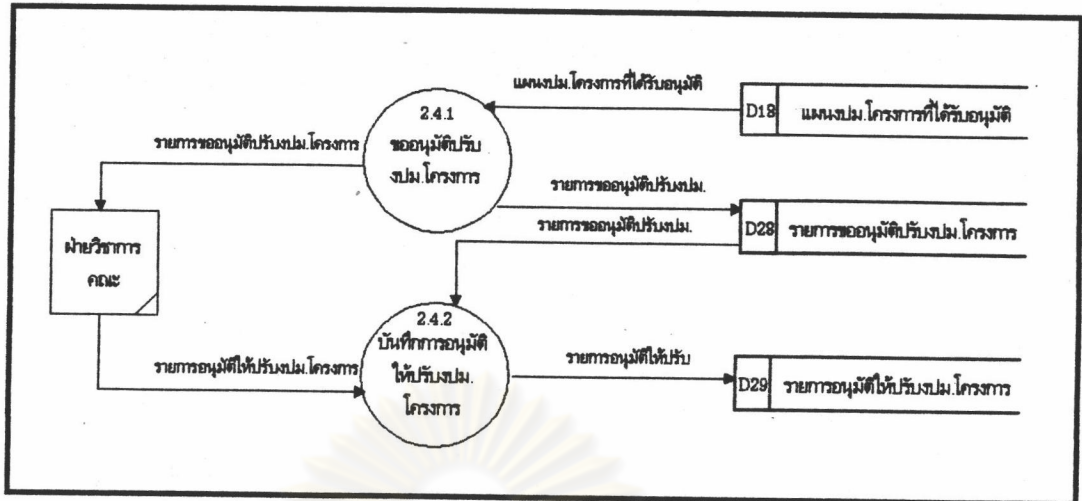 แผนงปม.โครงการที่ได้รับอนุมัติ
D18 แผนงปม.โครงการที่ได้รับอนุมัติ
2.4.1
ขออนุมัติปรับ
งปม.โครงการ
รายการขออนุมัติปรับงปม.โครงการ
รายการขออนุมัติปรับงปม.
รายการขออนุมัติปรับงปม.
D28 รายการขออนุมัติปรับงปม.โครงการ
ฝ่ายวิชาการ
คณะ
2.4.2
บันทึกการอนุมัติ
ให้ปรับงปม.
โครงการ
รายการอนุมัติให้ปรับงปม.โครงการ
รายการอนุมัติให้ปรับ
D29 รายการอนุมัติให้ปรับงปม.โครงการ